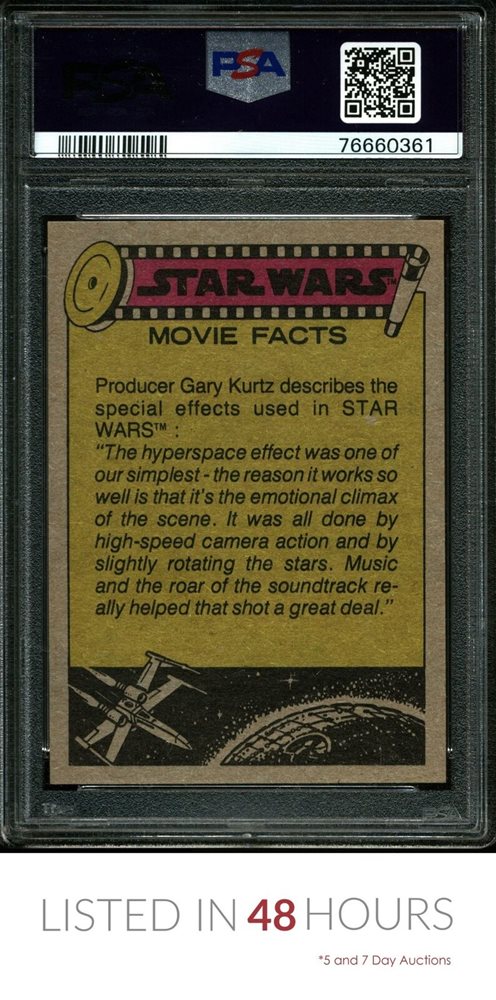 PSA
76660361
STAR WARS™
MOVIE FACTS
Producer Gary Kurtz describes the
special effects used in STAR
WARS™ :
“The hyperspace effect was one of
our simplest - the reason it works so
well is that it's the emotional climax
of the scene. It was all done by
high-speed camera action and by
slightly rotating the stars. Music
and the roar of the soundtrack re-
ally helped that shot a great deal.”
PSA
LISTED IN 48 HOURS
*5 and 7 Day Auctions